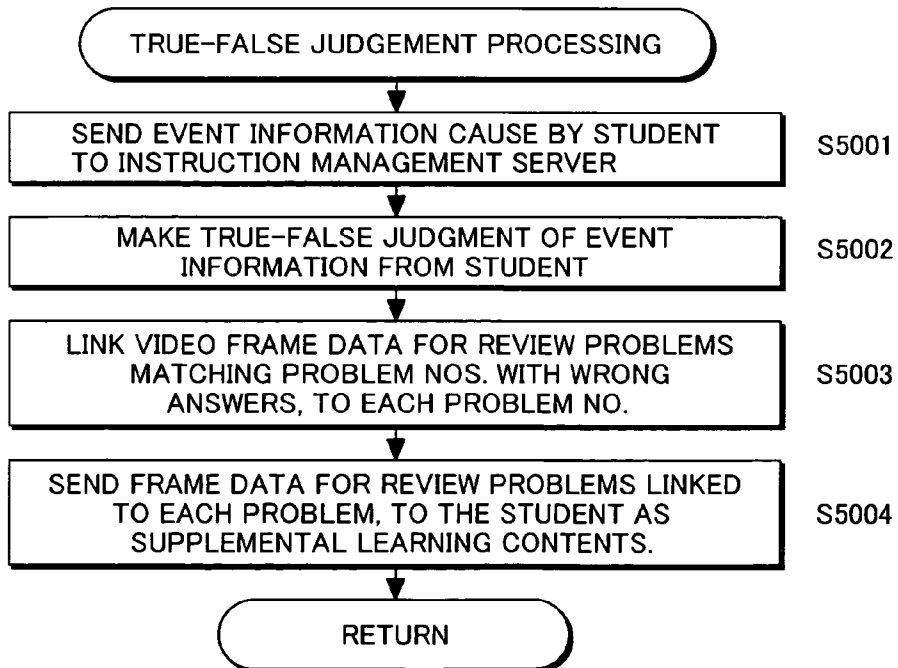 TRUE-FALSE JUDGEMENT PROCESSING
SEND EVENT INFORMATION CAUSE BY STUDENT
TO INSTRUCTION MANAGEMENT SERVER
S5001
MAKE TRUE-FALSE JUDGMENT OF EVENT
INFORMATION FROM STUDENT
S5002
LINK VIDEO FRAME DATA FOR REVIEW PROBLEMS
MATCHING PROBLEM NOS. WITH WRONG
ANSWERS, TO EACH PROBLEM NO.
S5003
SEND FRAME DATA FOR REVIEW PROBLEMS LINKED
TO EACH PROBLEM, TO THE STUDENT AS
SUPPLEMENTAL LEARNING CONTENTS.
S5004
RETURN